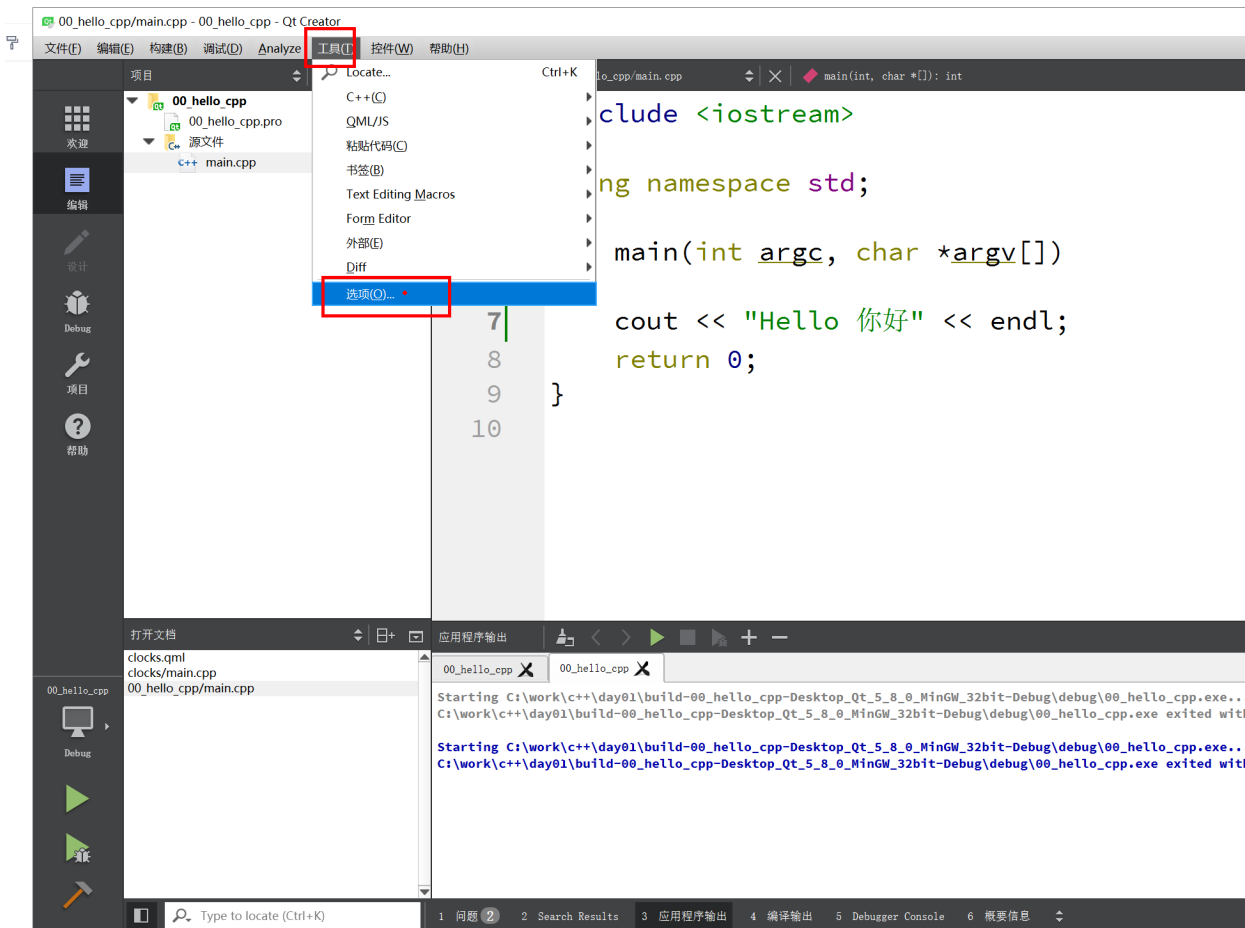 00_hello_cpp/main.cpp - 00_hello_cpp - Qt Creator
文件(F) 编辑(E) 构建(B) 调试(D) Analyze 工具(T) 控件(W) 帮助(H)
项目
Locate... Ctrl+K
lo_cpp/main.cpp
main(int, char *[]): int
00_hello_cpp
00_hello_cpp.pro
源文件
main.cpp
欢迎
编辑
设计
Debug
项目
帮助
C++(C)
QML/JS
粘贴代码(C)
书签(B)
Text Editing Macros
Form Editor
外部(E)
Diff
选项(O)...
clude <iostream>
ng namespace std;
main(int argc, char *argv[])
7 cout << "Hello 你好" << endl;
8 return 0;
9 }
10
打开文档
clocks.qml
clocks/main.cpp
00_hello_cpp/main.cpp
00_hello_cpp
Debug
应用程序输出
00_hello_cpp 00_hello_cpp
Starting C:\work\c++\day01\build-00_hello_cpp-Desktop_Qt_5_8_0_MinGW_32bit-Debug\debug\00_hello_cpp.exe..
C:\work\c++\day01\build-00_hello_cpp-Desktop_Qt_5_8_0_MinGW_32bit-Debug\debug\00_hello_cpp.exe exited with
Starting C:\work\c++\day01\build-00_hello_cpp-Desktop_Qt_5_8_0_MinGW_32bit-Debug\debug\00_hello_cpp.exe..
C:\work\c++\day01\build-00_hello_cpp-Desktop_Qt_5_8_0_MinGW_32bit-Debug\debug\00_hello_cpp.exe exited with
Type to locate (Ctrl+K)
1 问题 2 2 Search Results 3 应用程序输出 4 编译输出 5 Debugger Console 6 概要信息